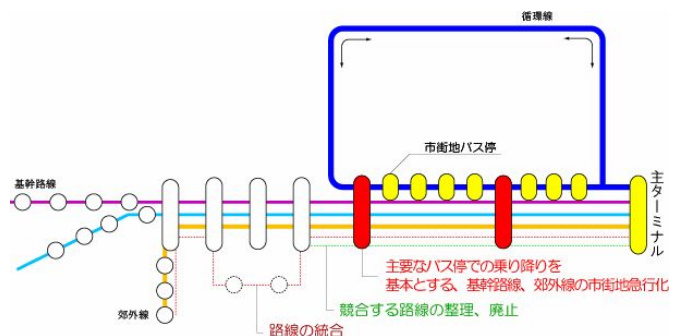 循環線
市街地バス停
基幹路線
主ターミナル
主要なバス停での乗り降りを
基本とする、基幹路線、郊外線の市街地急行化
競合する路線の整理、廃止
郊外線
路線の統合